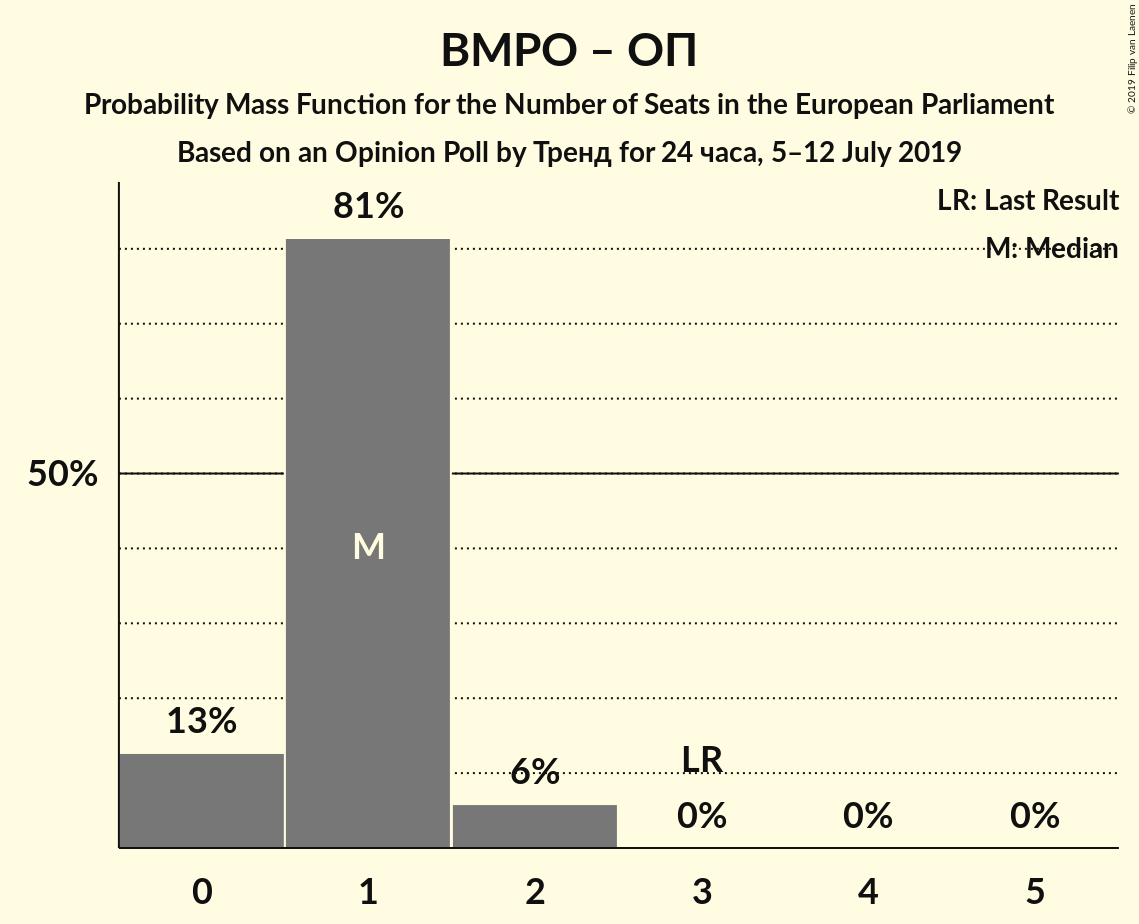 ВМРО – ОП
Probability Mass Function for the Number of Seats in the European Parliament
Based on an Opinion Poll by Тренд for 24 часа, 5–12 July 2019
© 2019 Filip van Laenen
LR: Last Result
M: Median
81%
50%
M
13%
6%
LR
0%
0%
0%
0
1
2
3
4
5